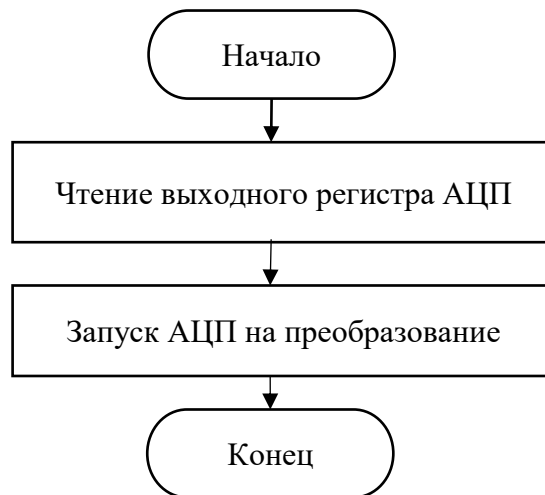 Начало
Чтение выходного регистра АЦП
Запуск АЦП на преобразование
Конец